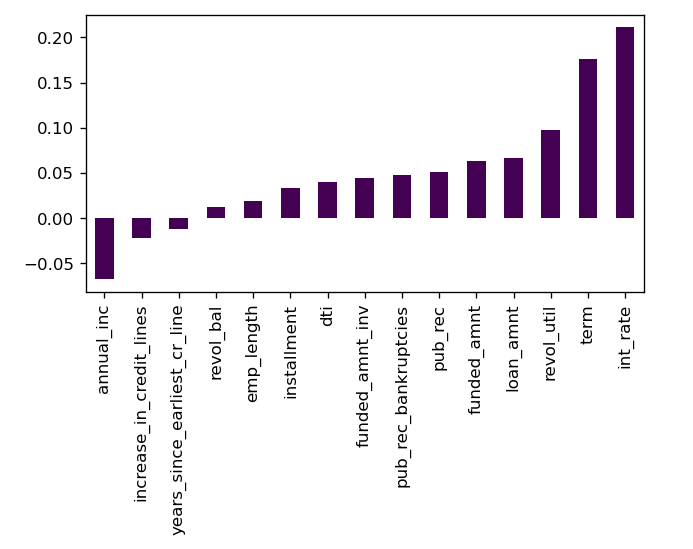 0.20
0.15
0.10
0.05
0.00
−0.05
annual_inc
increase_in_credit_lines
years_since_earliest_cr_line
revol_bal
emp_length
installment
dti
funded_amnt_inv
pub_rec_bankruptcies
pub_rec
funded_amnt
loan_amnt
revol_util
term
int_rate